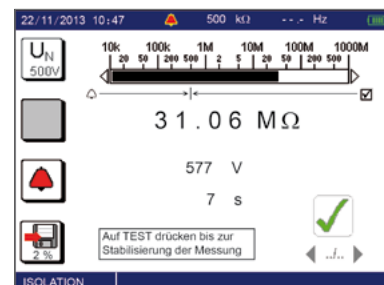 22/11/2013 10:47 500 kΩ --.- Hz
U_N
500V
10k 100k 1M 10M 100M 1000M
20 50 200 500 2 5 20 50 200 500
31.06 MΩ
577 V
7 s
2 %
Auf TEST drücken bis zur
Stabilisierung der Messung
../..
ISOLATION